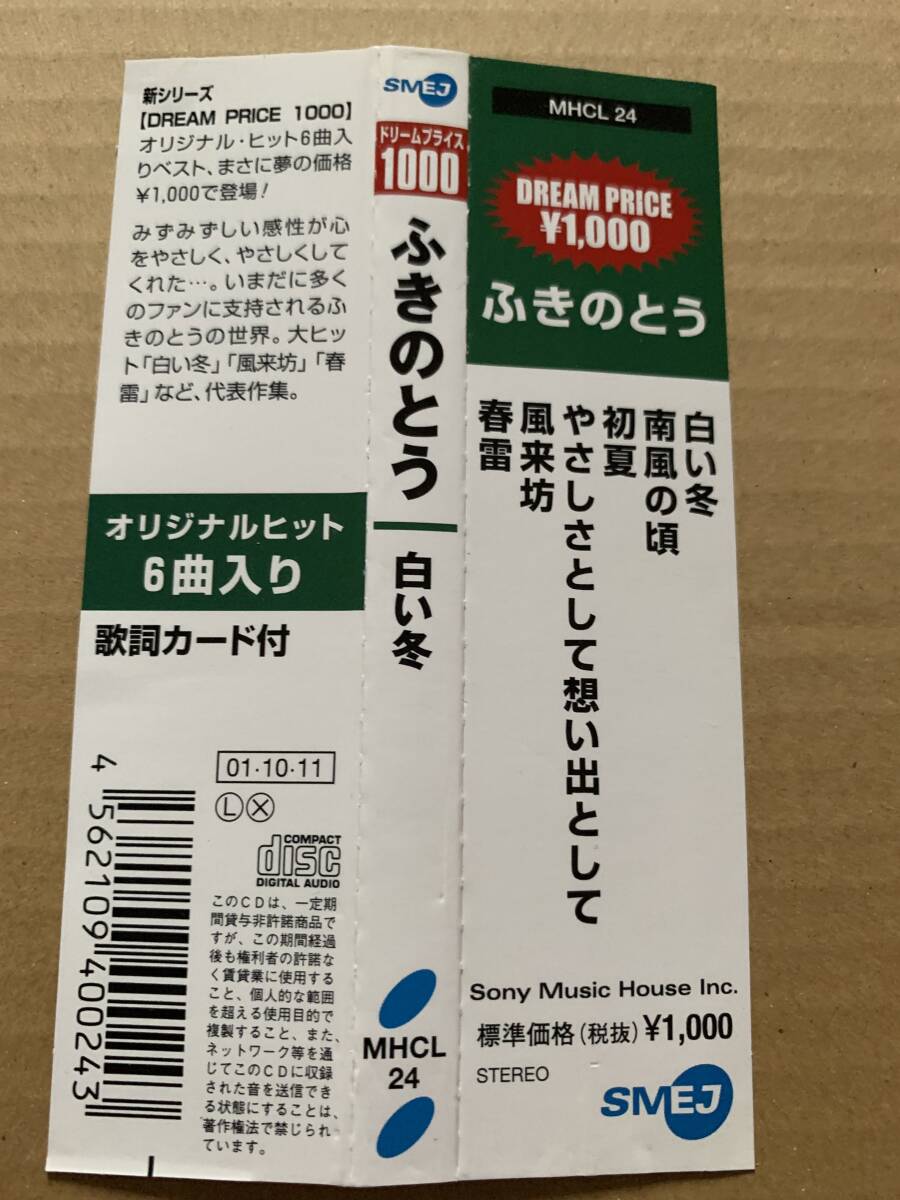 新シリーズ
【DREAM PRICE 1000】
オリジナル・ヒット6曲入
りベスト、まさに夢の価格
¥1,000で登場!
みずみずしい感性が心
をやさしく、やさしくして
くれた…。いまだに多く
のファンに支持されるふ
きのとうの世界。大ヒッ
ト「白い冬」「風来坊」「春
雷」など、代表作集。
オリジナルヒット
6曲入り
歌詞カード付
4 562109 400243
01・10・11
Ⓛ
COMPACT
disc
DIGITAL AUDIO
このCDは、一定期
間貸与非許諾商品で
すが、この期間経過
後も権利者の許諾な
く賃貸業に使用する
こと、個人的な範囲
を超える使用目的で
複製すること、また、
ネットワーク等を通
じてこのCDに収録
された音を送信でき
る状態にすることは、
著作権法で禁じられ
ています。
SMEJ
ドリームプライス
1000
ふきのとう
白い冬
MHCL
24
MHCL 24
DREAM PRICE
¥1,000
ふきのとう
白い冬
南風の頃
初夏
やさしさとして想い出として
風来坊
春雷
Sony Music House Inc.
標準価格(税抜)¥1,000
STEREO
SMEJ